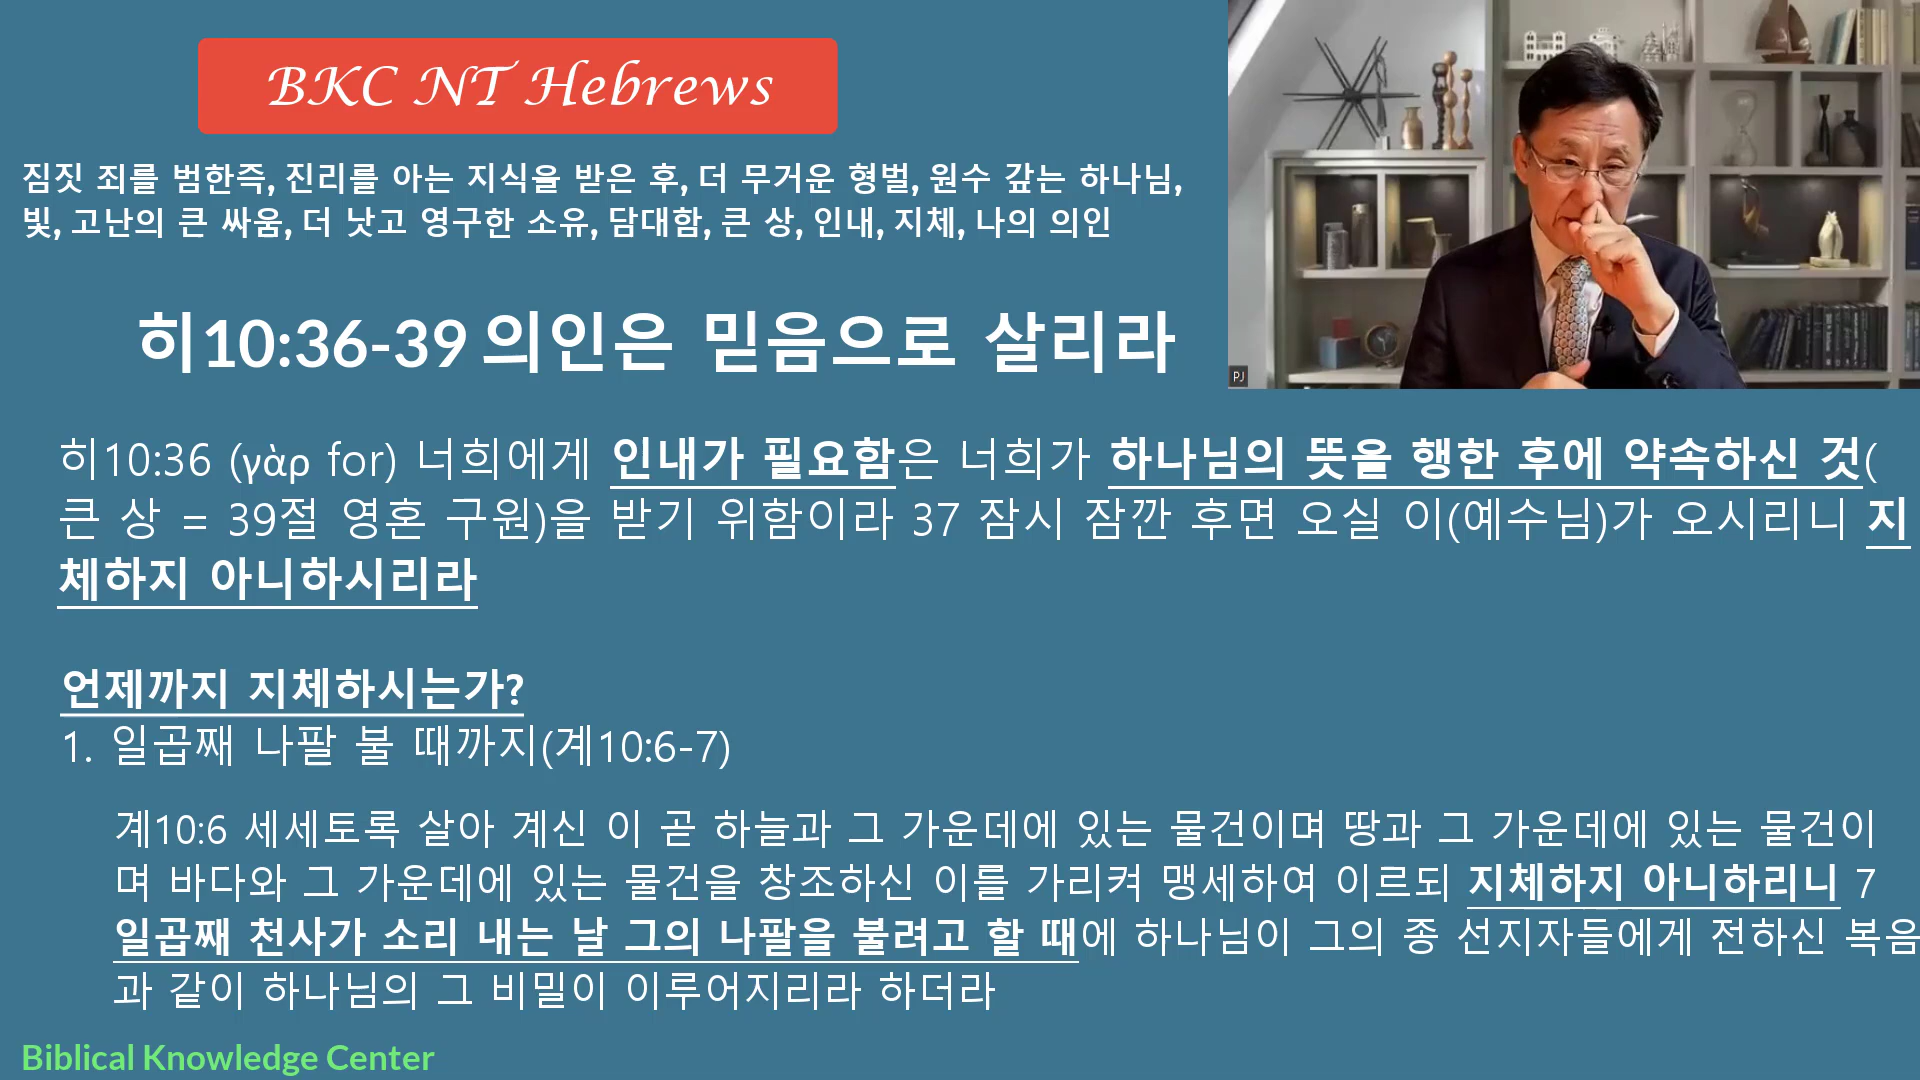 BKC NT Hebrews
짐짓 죄를 범한즉, 진리를 아는 지식을 받은 후, 더 무거운 형벌, 원수 갚는 하나님,
빛, 고난의 큰 싸움, 더 낫고 영구한 소유, 담대함, 큰 상, 인내, 지체, 나의 의인
히10:36-39 의인은 믿음으로 살리라
히10:36 (γὰρ for) 너희에게 인내가 필요함은 너희가 하나님의 뜻을 행한 후에 약속하신 것(
큰 상 = 39절 영혼 구원)을 받기 위함이라 37 잠시 잠깐 후면 오실 이(예수님)가 오시리니 지
체하지 아니하시리라
언제까지 지체하시는가?
1. 일곱째 나팔 불 때까지(계10:6-7)
계10:6 세세토록 살아 계신 이 곧 하늘과 그 가운데에 있는 물건이며 땅과 그 가운데에 있는 물건이
며 바다와 그 가운데에 있는 물건을 창조하신 이를 가리켜 맹세하여 이르되 지체하지 아니하리니 7
일곱째 천사가 소리 내는 날 그의 나팔을 불려고 할 때에 하나님이 그의 종 선지자들에게 전하신 복음
과 같이 하나님의 그 비밀이 이루어지리라 하더라
Biblical Knowledge Center
PJ